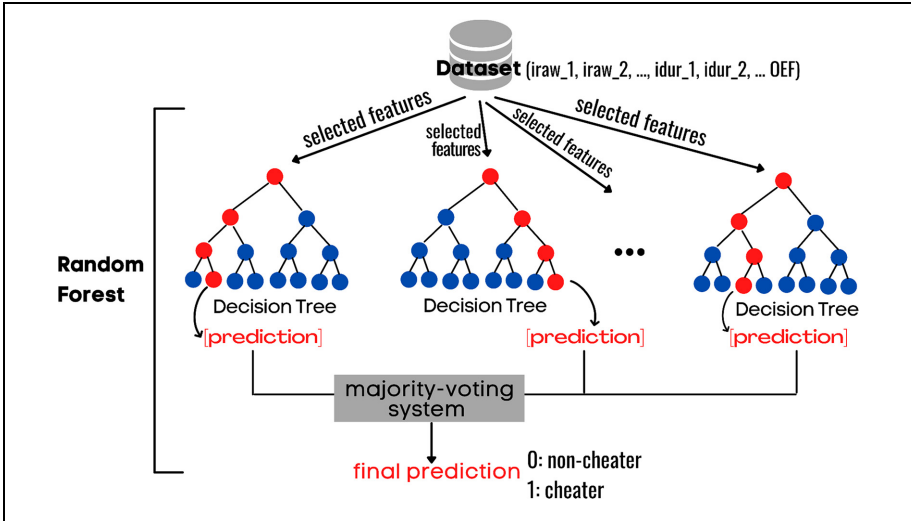 Dataset (iraw_1, iraw_2, ..., idur_1, idur_2, ... OEF)
selected features
selected
features
selected features
selected features
...
Random
Forest
Decision Tree
Decision Tree
Decision Tree
[prediction]
[prediction]
[prediction]
majority-voting
system
final prediction
0: non-cheater
1: cheater